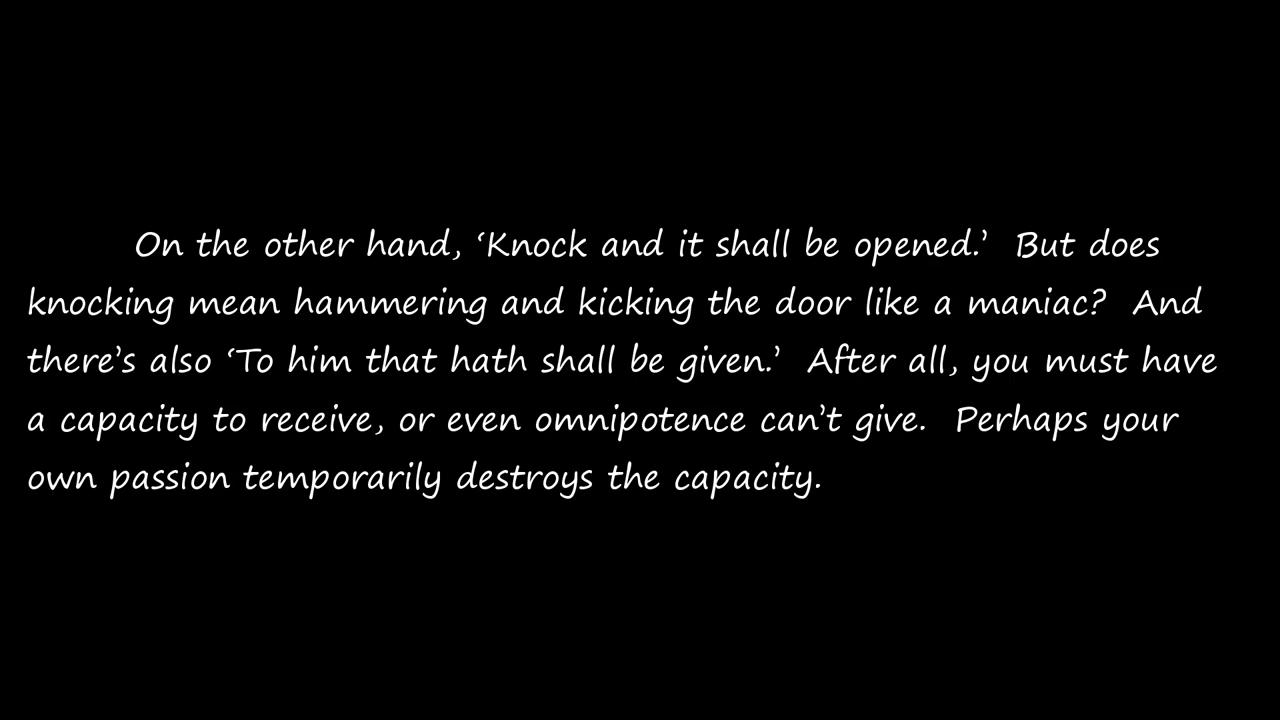 On the other hand, ‘Knock and it shall be opened.’  But does
knocking mean hammering and kicking the door like a maniac?  And
there’s also ‘To him that hath shall be given.’  After all, you must have
a capacity to receive, or even omnipotence can’t give.  Perhaps your
own passion temporarily destroys the capacity.